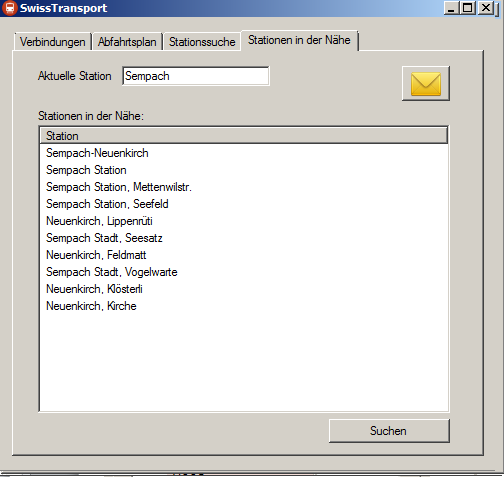 SwissTransport
Verbindungen Abfahrtsplan Stationssuche Stationen in der Nähe
Aktuelle Station Sempach
Stationen in der Nähe:
Station
Sempach-Neuenkirch
Sempach Station
Sempach Station, Mettenwilstr.
Sempach Station, Seefeld
Neuenkirch, Lippenrüti
Sempach Stadt, Seesatz
Neuenkirch, Feldmatt
Sempach Stadt, Vogelwarte
Neuenkirch, Klösterli
Neuenkirch, Kirche
Suchen